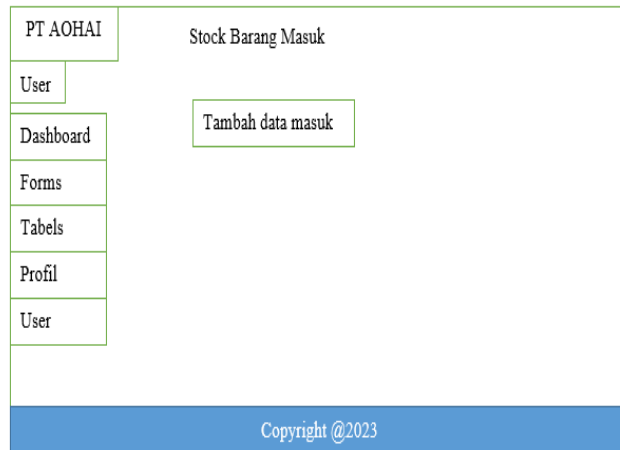 PT AOHAI
Stock Barang Masuk
User
Tambah data masuk
Dashboard
Forms
Tabels
Profil
User
Copyright @2023